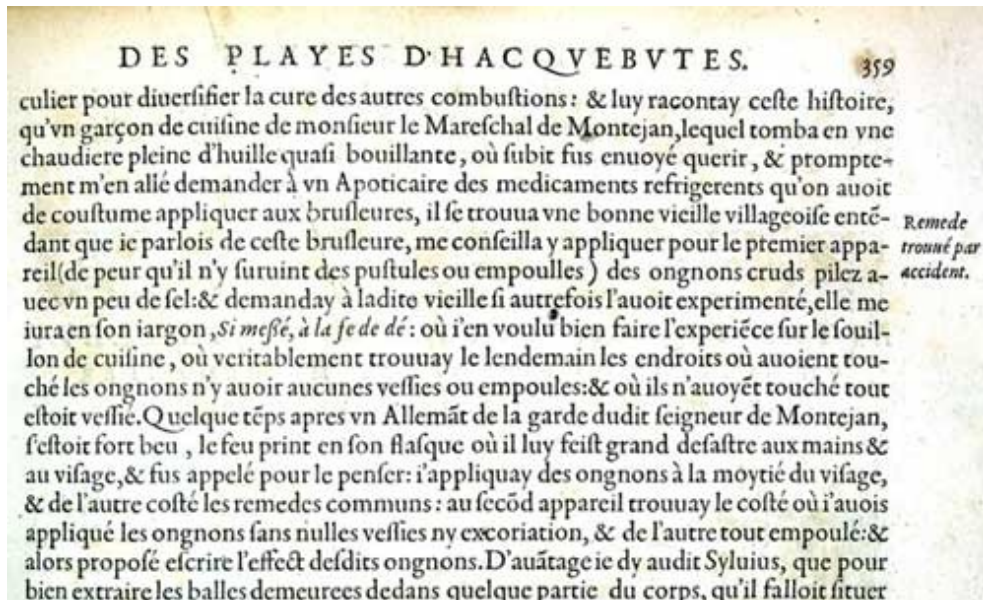 DES PLAYES D'HACQVEBVTES. 359
culier pour diuersifier la cure des autres combustions: & luy racontay ceste histoire,
qu'vn garçon de cuisine de monsieur le Mareschal de Montejan, lequel tomba en vne
chaudiere pleine d'huille quasi bouillante, où subit fus enuoyé querir, & prompte-
ment m'en allé demander à vn Apoticaire des medicaments refrigerents qu'on auoit
de coustume appliquer aux brusleures, il se trouua vne bonne vieille villageoise entē-
dant que ie parlois de ceste brusleure, me conseilla y appliquer pour le premier appa-
reil (de peur qu'il n'y suruint des pustules ou empoulles) des ongnons cruds pilez a-
uec vn peu de sel: & demanday à ladite vieille si autrefois l'auoit experimenté, elle me
iura en son iargon, Si meßé, à la fe de dé: où i'en voulu bien faire l'experiēce sur le souil-
lon de cuisine, où veritablement trouuay le lendemain les endroits où auoient tou-
ché les ongnons n'y auoir aucunes vessies ou empoules: & où ils n'auoyēt touché tout
estoit vessie. Quelque tēps apres vn Allemāt de la garde dudit seigneur de Montejan,
s'estoit fort beu, le feu print en son flasque où il luy feist grand desastre aux mains &
au visage, & fus appelé pour le penser: i'appliquay des ongnons à la moytié du visage,
& de l'autre costé les remedes communs: au secōd appareil trouuay le costé où i'auois
appliqué les ongnons sans nulles vessies ny excoriation, & de l'autre tout empoulé: &
alors proposé escrire l'effect desdits ongnons. D'auātage ie dy audit Syluius, que pour
bien extraire les balles demeurees dedans quelque partie du corps, qu'il falloit situer
Remede
trouué par
accident.